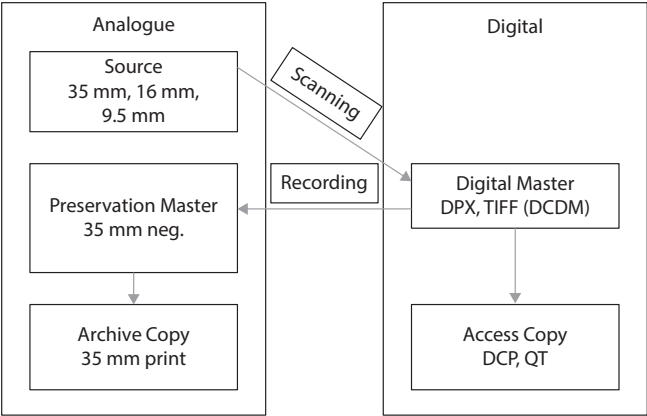 Analogue
Source
35 mm, 16 mm,
9.5 mm
Preservation Master
35 mm neg.
Archive Copy
35 mm print
Scanning
Recording
Digital
Digital Master
DPX, TIFF (DCDM)
Access Copy
DCP, QT